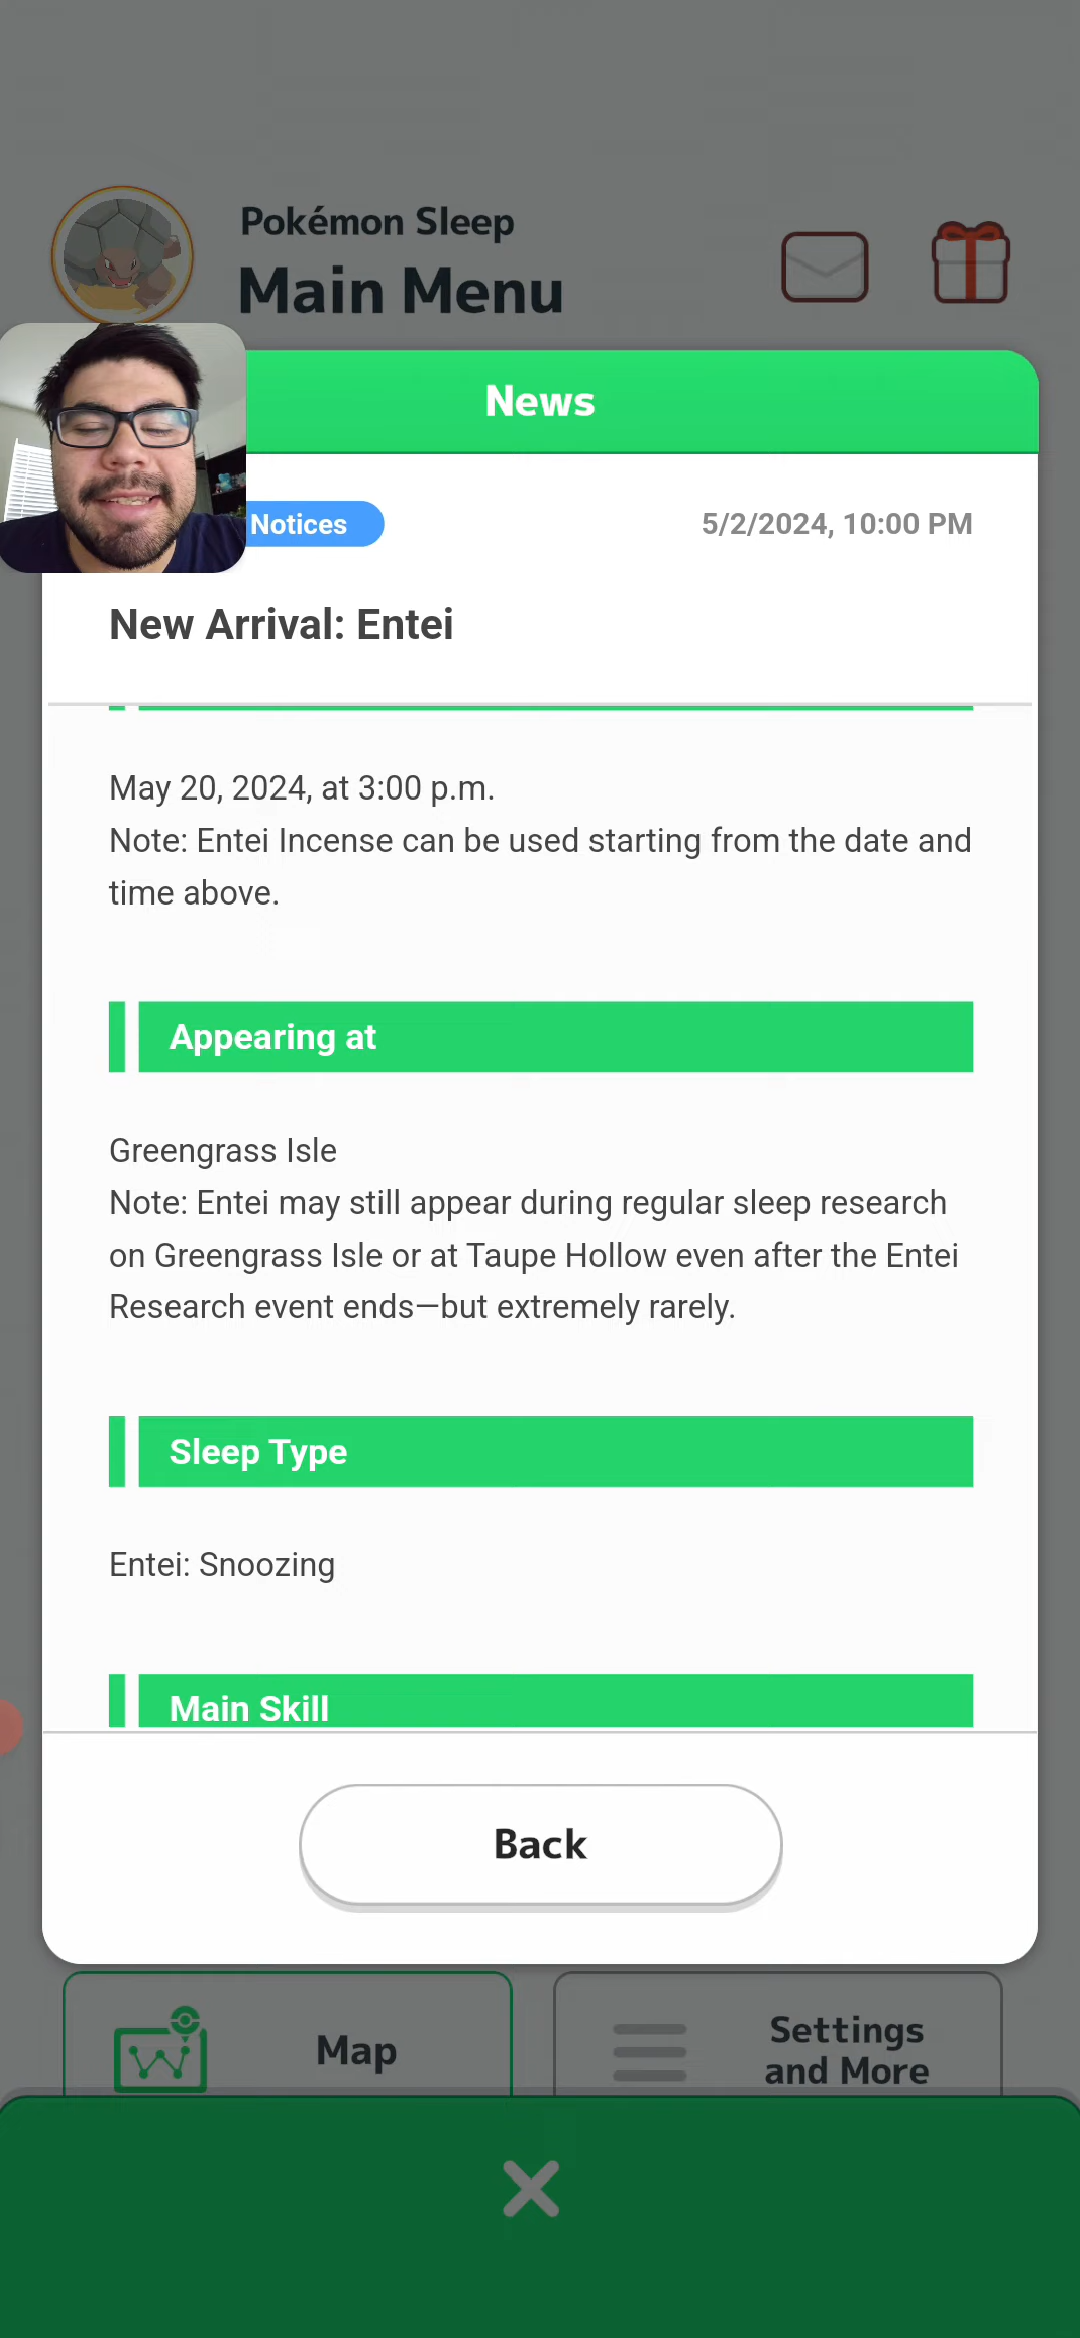 Pokémon Sleep
Main Menu
News
Notices
5/2/2024, 10:00 PM
New Arrival: Entei
May 20, 2024, at 3:00 p.m.
Note: Entei Incense can be used starting from the date and
time above.
Appearing at
Greengrass Isle
Note: Entei may still appear during regular sleep research
on Greengrass Isle or at Taupe Hollow even after the Entei
Research event ends—but extremely rarely.
Sleep Type
Entei: Snoozing
Main Skill
Back
Map
Settings
and More